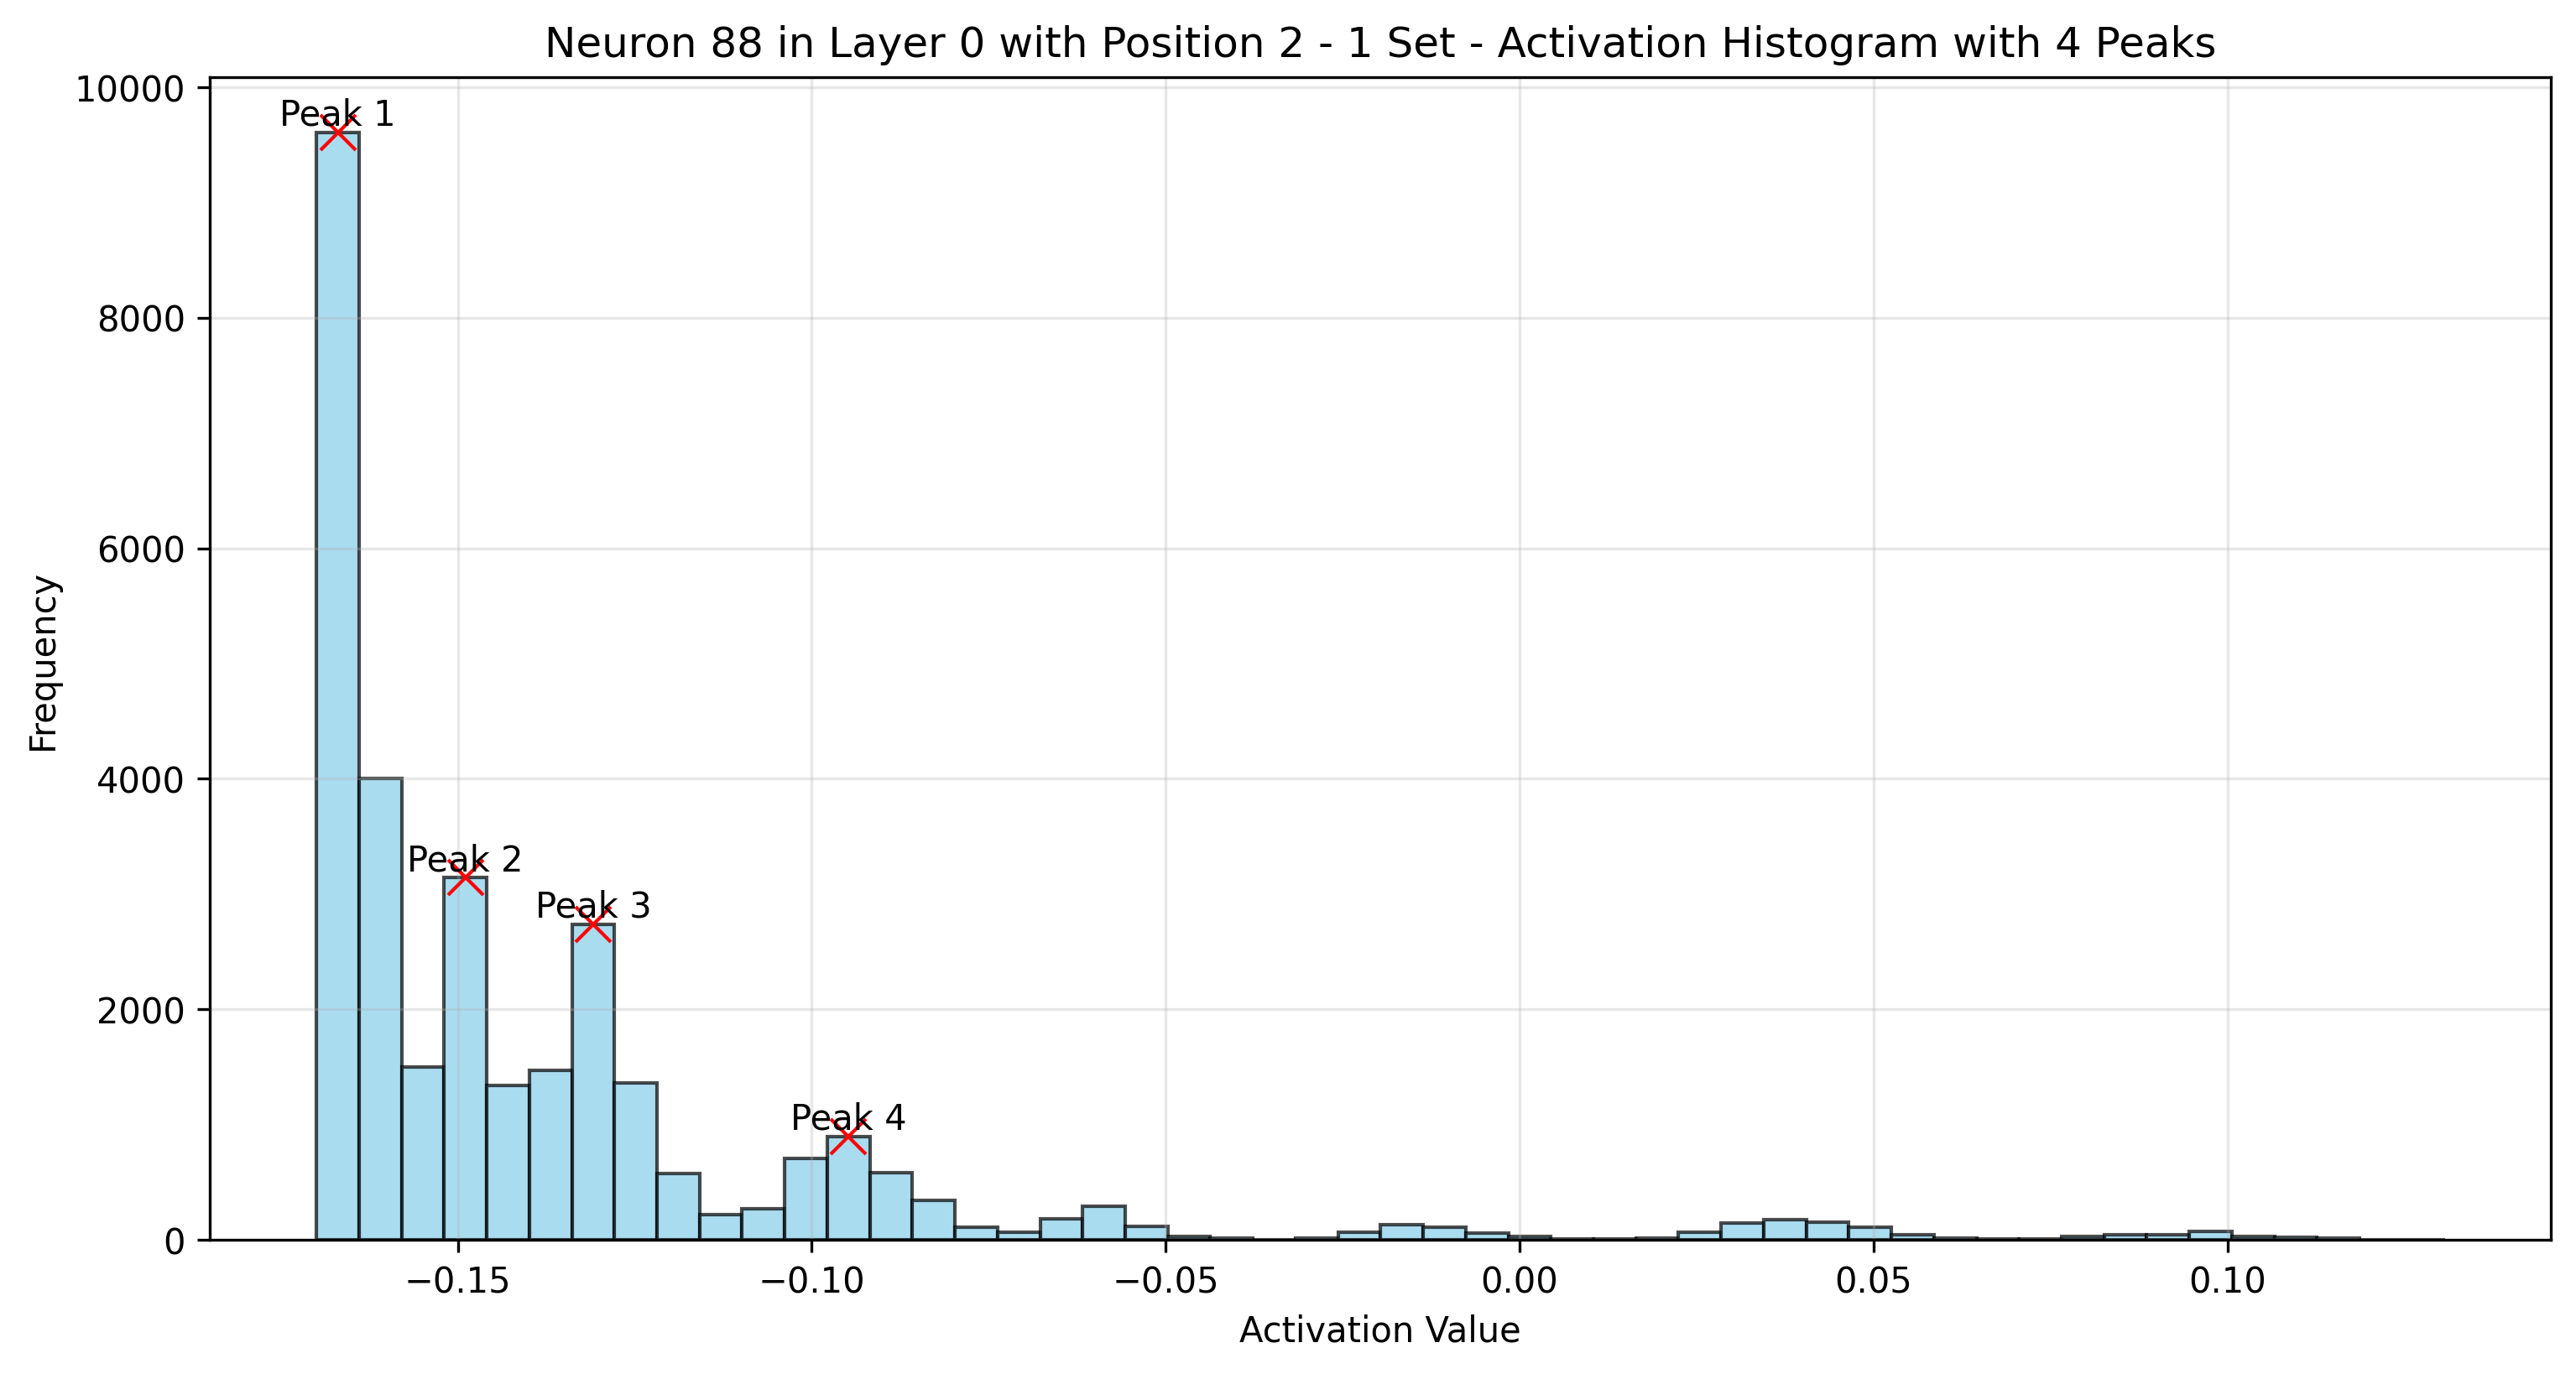 Neuron 88 in Layer 0 with Position 2 - 1 Set - Activation Histogram with 4 Peaks
10000
8000
6000
4000
2000
0
Frequency
Peak 1
Peak 2
Peak 3
Peak 4
−0.15
−0.10
−0.05
0.00
0.05
0.10
Activation Value